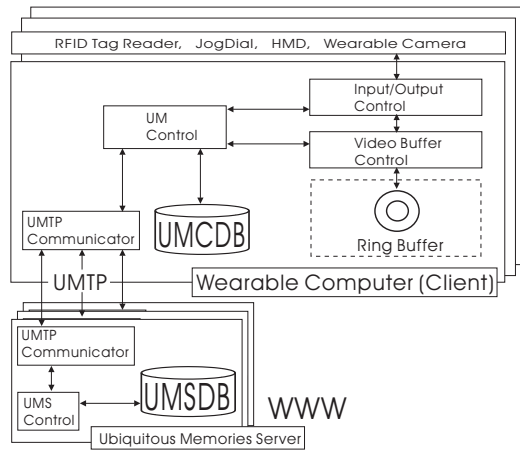 RFID Tag Reader, JogDial, HMD, Wearable Camera
Input/Output
Control
UM
Control
Video Buffer
Control
UMTP
Communicator
UMCDB
Ring Buffer
UMTP
Wearable Computer (Client)
UMTP
Communicator
UMS
Control
UMSDB
WWW
Ubiquitous Memories Server